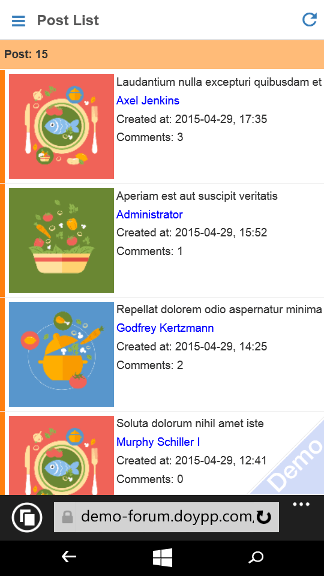 Post List
Post: 15
Laudantium nulla excepturi quibusdam et
Axel Jenkins
Created at: 2015-04-29, 17:35
Comments: 3
Aperiam est aut suscipit veritatis
Administrator
Created at: 2015-04-29, 15:52
Comments: 1
Repellat dolorem odio aspernatur minima
Godfrey Kertzmann
Created at: 2015-04-29, 14:25
Comments: 2
Soluta dolorum nihil amet iste
Murphy Schiller I
Created at: 2015-04-29, 12:41
Comments: 0
Demo
demo-forum.doypp.com